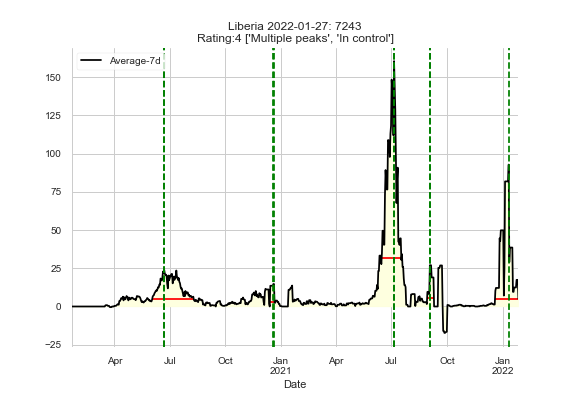 Liberia 2022-01-27: 7243
Rating:4 ['Multiple peaks', 'In control']
Average-7d
150
125
100
75
50
25
0
−25
Apr
Jul
Oct
Jan
2021
Apr
Jul
Oct
Jan
2022
Date